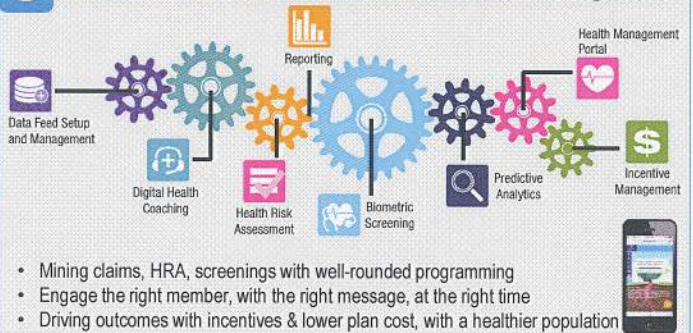 Reporting
Health Management
Portal
Data Feed Setup
and Management
Digital Health
Coaching
Health Risk
Assessment
Biometric
Screening
Predictive
Analytics
$
Incentive
Management
• Mining claims, HRA, screenings with well-rounded programming
• Engage the right member, with the right message, at the right time
• Driving outcomes with incentives & lower plan cost, with a healthier population